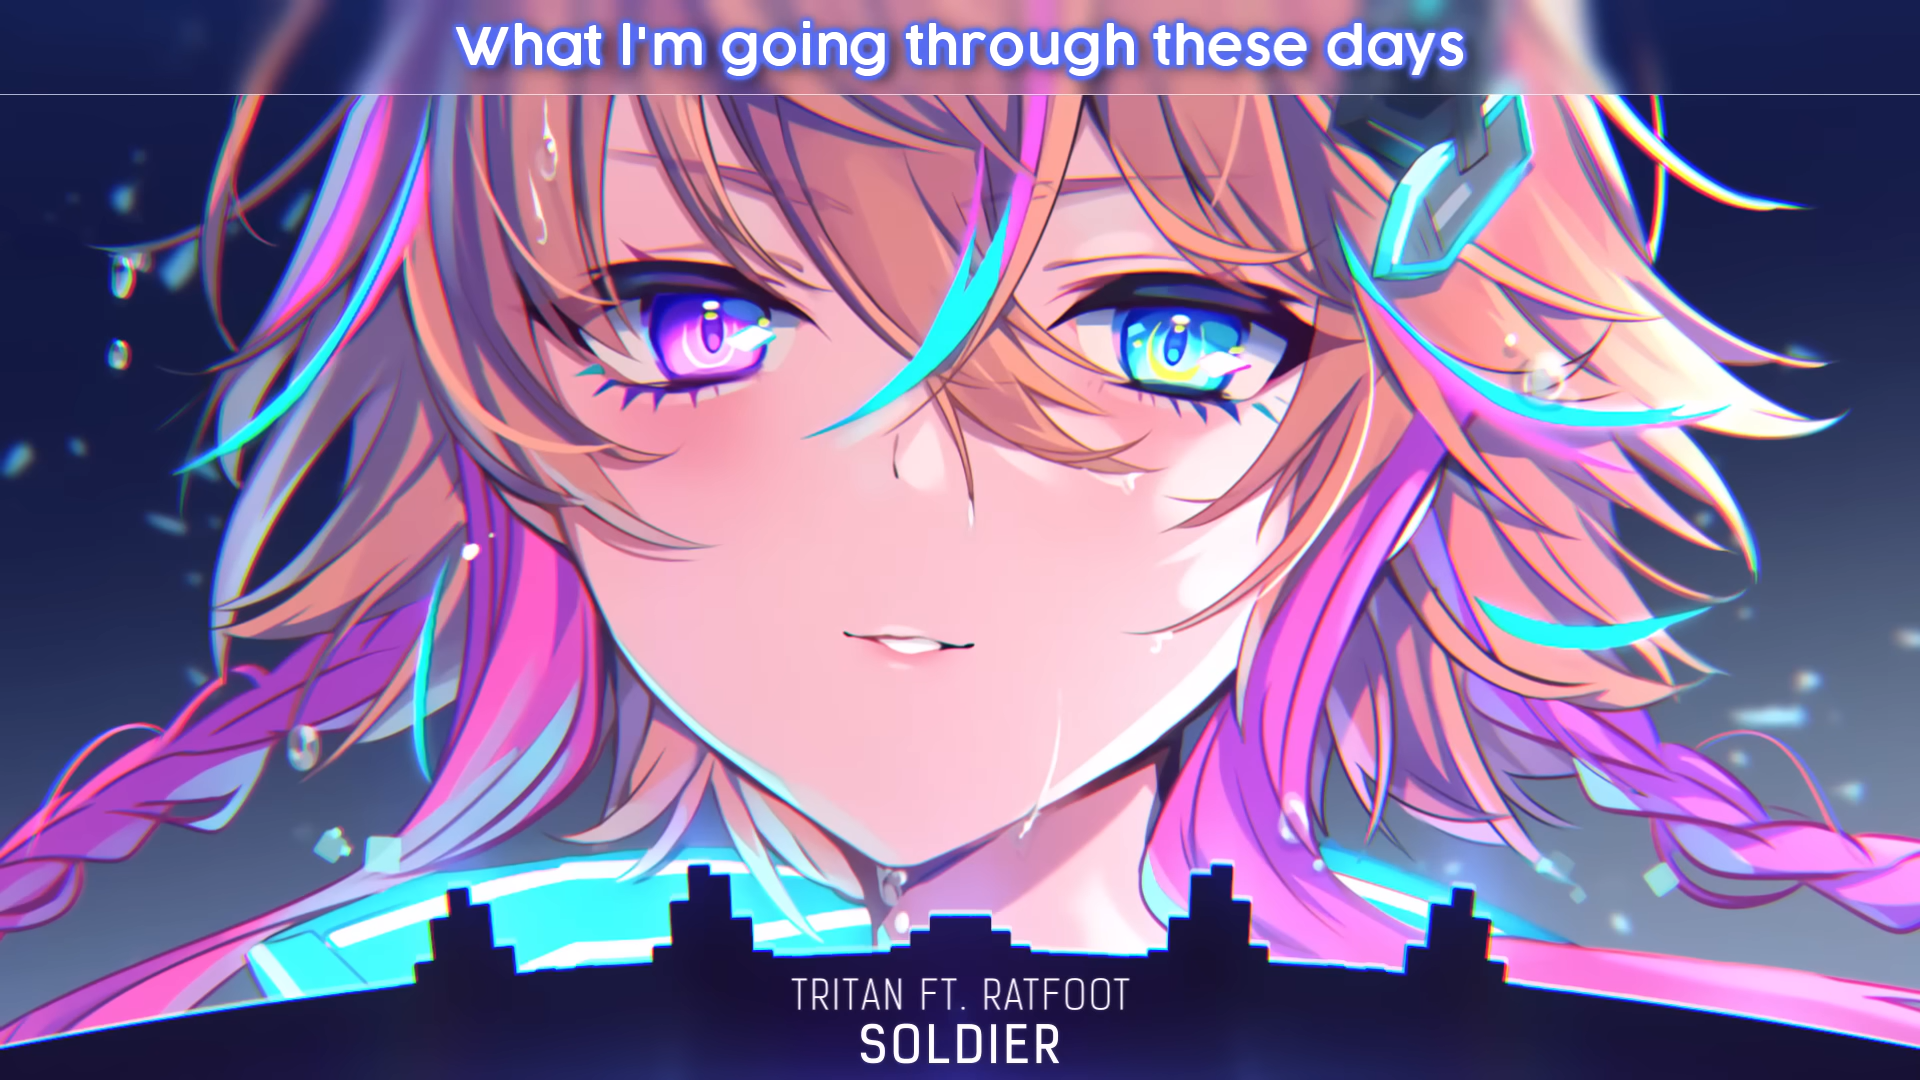 What I'm going through these days
TRITAN FT. RATFOOT
SOLDIER